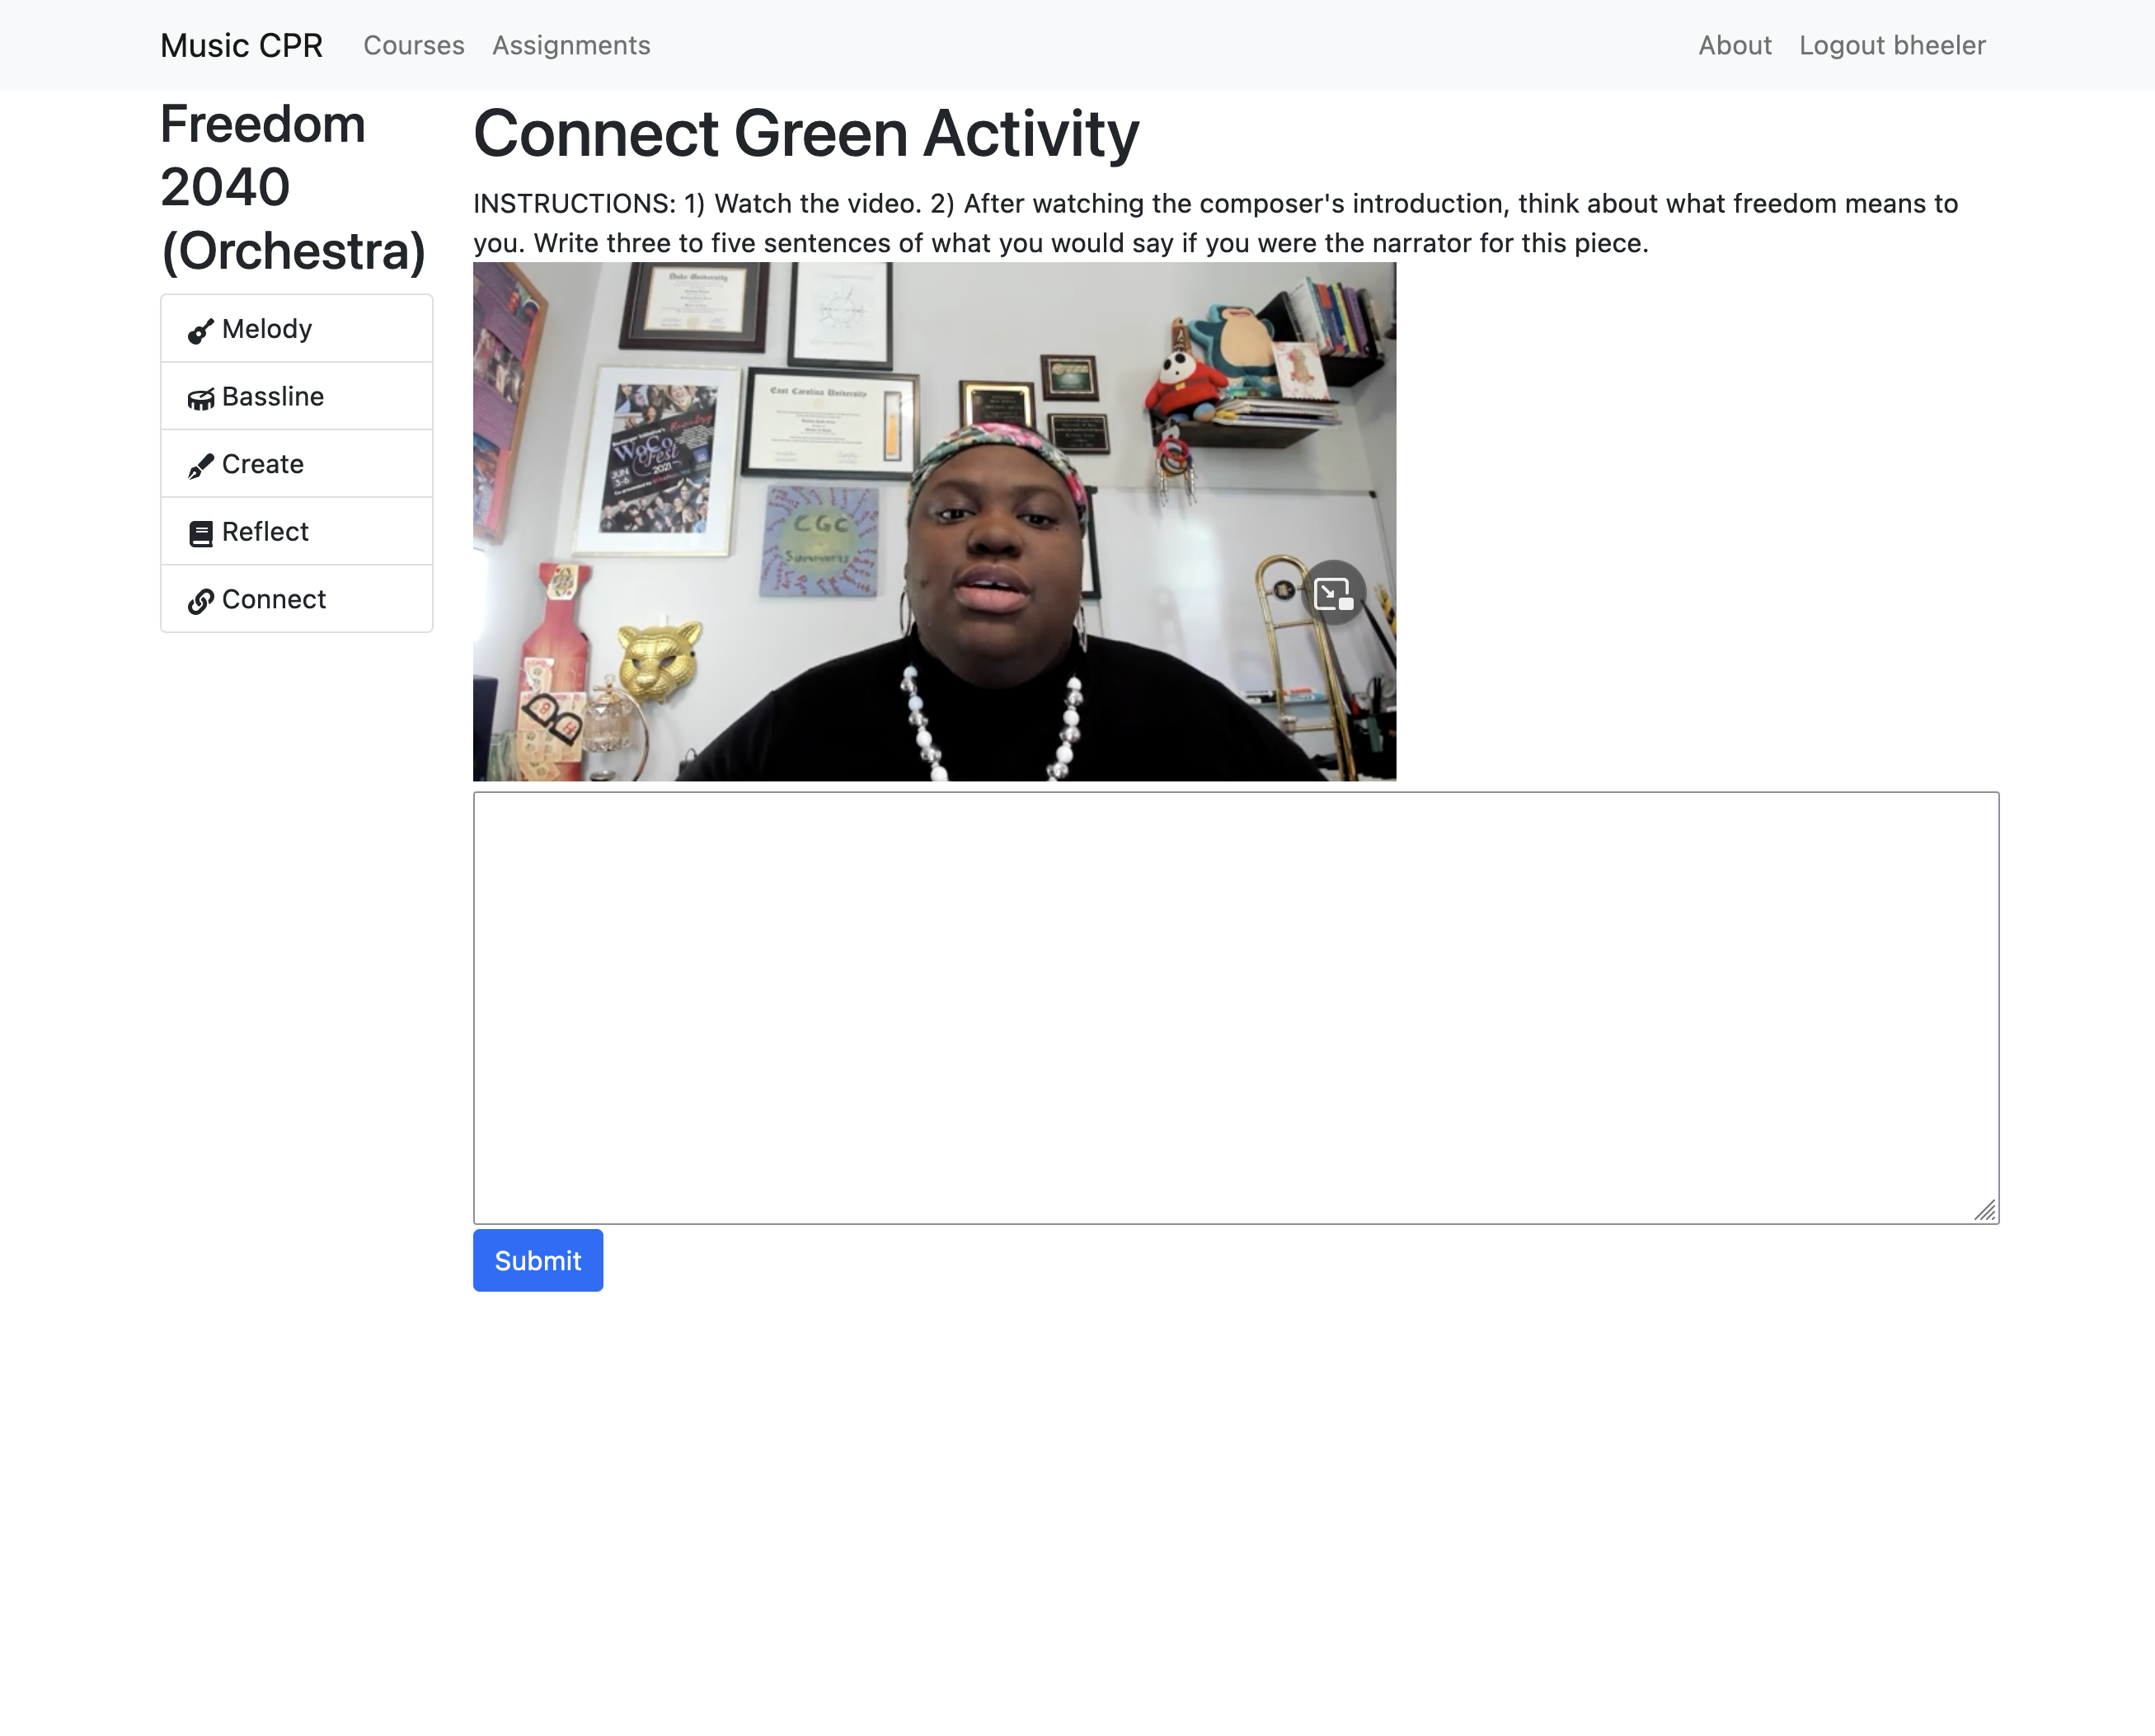 Music CPR
Courses
Assignments
About
Logout bheeler
Freedom
2040
(Orchestra)
Melody
Bassline
Create
Reflect
Connect
Connect Green Activity
INSTRUCTIONS: 1) Watch the video. 2) After watching the composer's introduction, think about what freedom means to
you. Write three to five sentences of what you would say if you were the narrator for this piece.
Duke University
East Carolina University
WoCo
Fest
2021
JUN
3-6
CGC
Summers
B
H
Submit